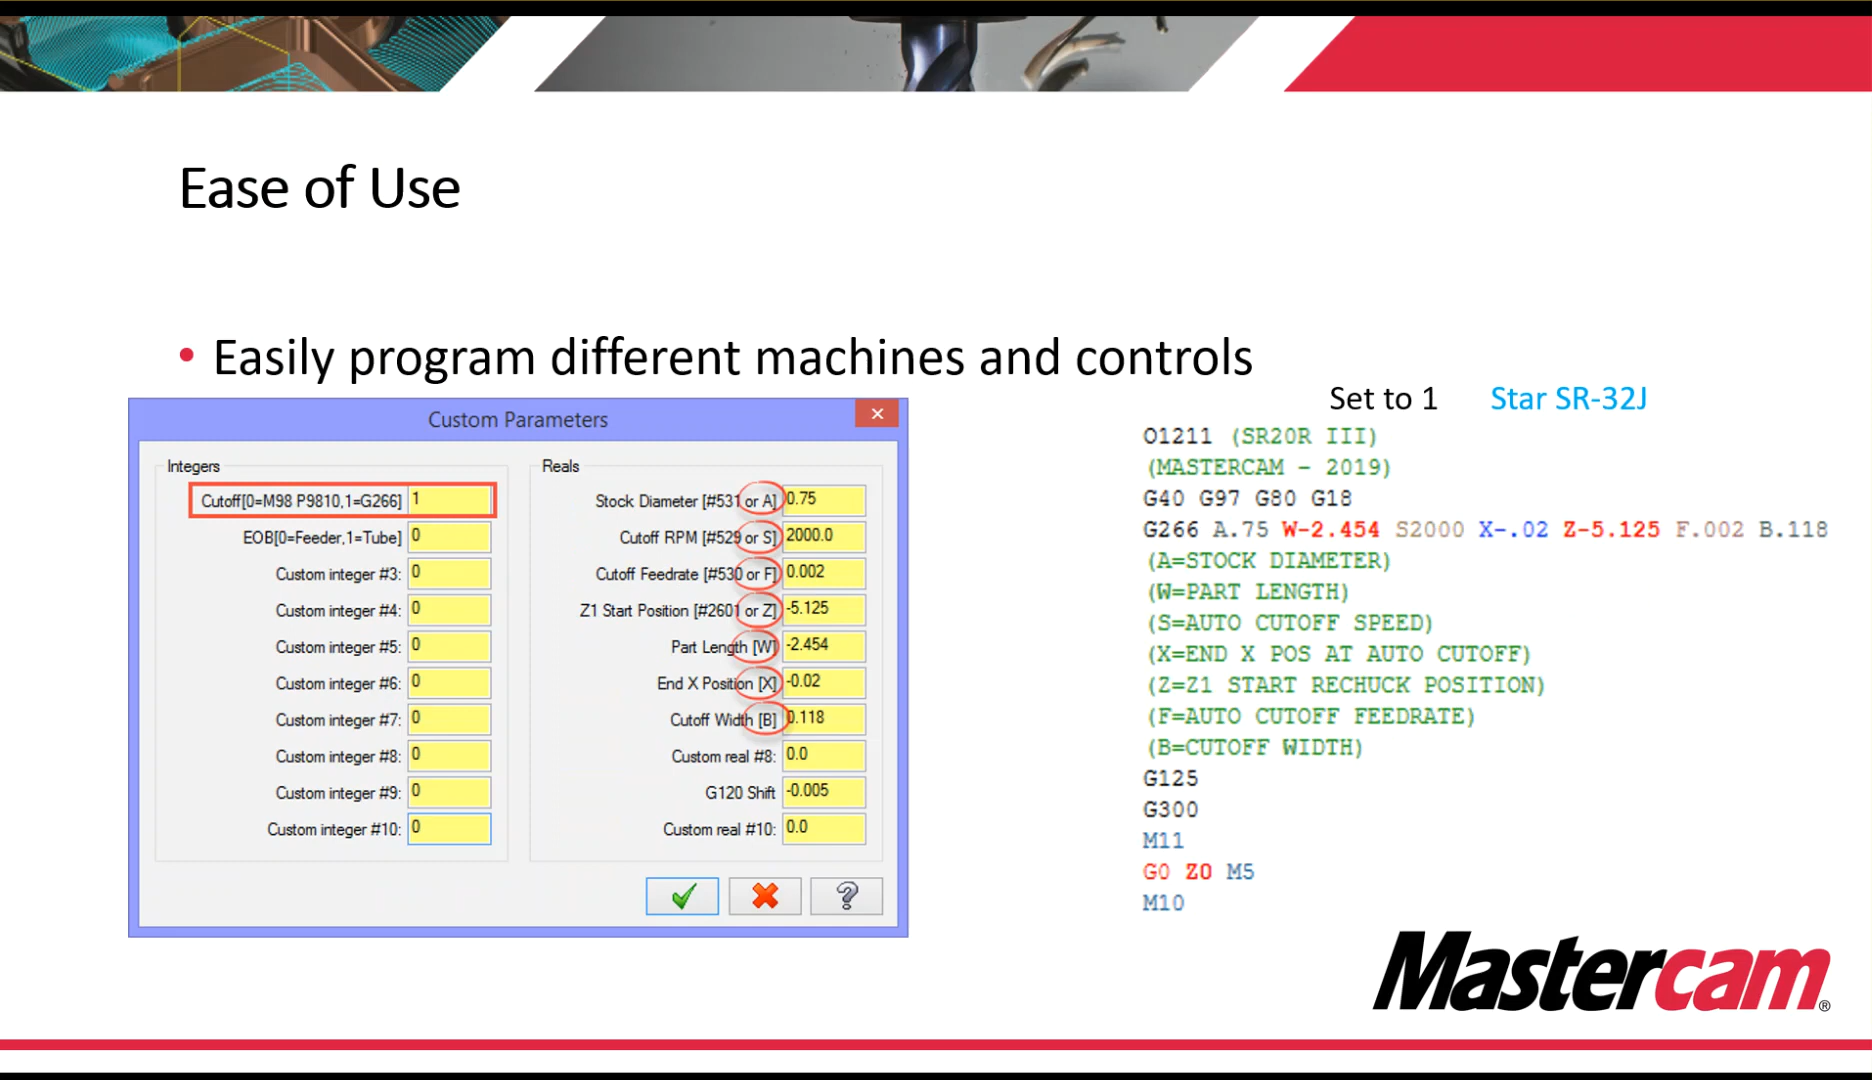 Ease of Use
• Easily program different machines and controls
Custom Parameters
Integers
Cutoff[0=M98 P9810,1=G266] 1
EOB[0=Feeder,1=Tube] 0
Custom integer #3: 0
Custom integer #4: 0
Custom integer #5: 0
Custom integer #6: 0
Custom integer #7: 0
Custom integer #8: 0
Custom integer #9: 0
Custom integer #10: 0
Reals
Stock Diameter [#531 or A] 0.75
Cutoff RPM [#529 or S] 2000.0
Cutoff Feedrate [#530 or F] 0.002
Z1 Start Position [#2601 or Z] -5.125
Part Length [W] -2.454
End X Position [X] -0.02
Cutoff Width [B] 0.118
Custom real #8: 0.0
G120 Shift -0.005
Custom real #10: 0.0
Set to 1 Star SR-32J
O1211 (SR20R III)
(MASTERCAM - 2019)
G40 G97 G80 G18
G266 A.75 W-2.454 S2000 X-.02 Z-5.125 F.002 B.118
(A=STOCK DIAMETER)
(W=PART LENGTH)
(S=AUTO CUTOFF SPEED)
(X=END X POS AT AUTO CUTOFF)
(Z=Z1 START RECHUCK POSITION)
(F=AUTO CUTOFF FEEDRATE)
(B=CUTOFF WIDTH)
G125
G300
M11
G0 Z0 M5
M10
Mastercam®